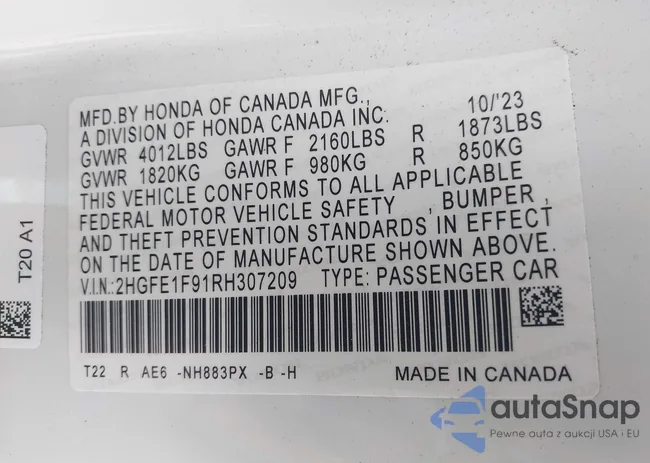 MFD.BY HONDA OF CANADA MFG., 10/'23
A DIVISION OF HONDA CANADA INC.
GVWR 4012LBS GAWR F 2160LBS R 1873LBS
GVWR 1820KG GAWR F 980KG R 850KG
THIS VEHICLE CONFORMS TO ALL APPLICABLE
FEDERAL MOTOR VEHICLE SAFETY , BUMPER ,
AND THEFT PREVENTION STANDARDS IN EFFECT
ON THE DATE OF MANUFACTURE SHOWN ABOVE.
V.I.N.:2HGFE1F91RH307209 TYPE: PASSENGER CAR
T22 R AE6 -NH883PX -B -H MADE IN CANADA
T20 A1
autaSnap
Pewne auta z aukcji USA i EU